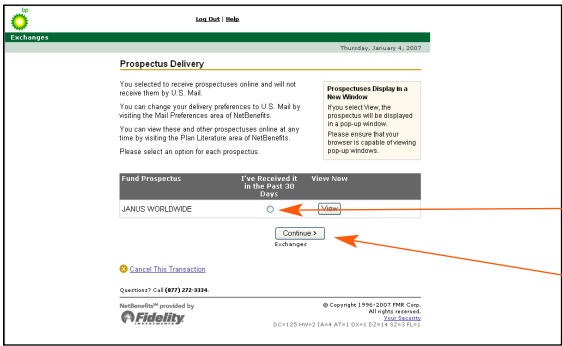 bp
Log Out | Help
Exchanges
Thursday, January 4, 2007
Prospectus Delivery
You selected to receive prospectuses online and will not
receive them by U.S. Mail.
You can change your delivery preferences to U.S. Mail by
visiting the Mail Preferences area of NetBenefits.
You can view these and other prospectuses online at any
time by visiting the Plan Literature area of NetBenefits.
Please select an option for each prospectus.
Prospectuses Display in a
New Window
If you select View, the
prospectus will be displayed
in a pop-up window.
Please ensure that your
browser is capable of viewing
pop-up windows.
Fund Prospectus
I've Received it
in the Past 30
Days
View Now
JANUS WORLDWIDE
View
Continue >
Exchanges
Cancel This Transaction
Questions? Call (877) 272-3334.
NetBenefits℠ provided by
Fidelity
INVESTMENTS
© Copyright 1996-2007 FMR Corp.
All rights reserved.
Your Security
DC=125 HW=2 IA=4 AT=1 DX=1 DZ=14 SZ=3 FL=1